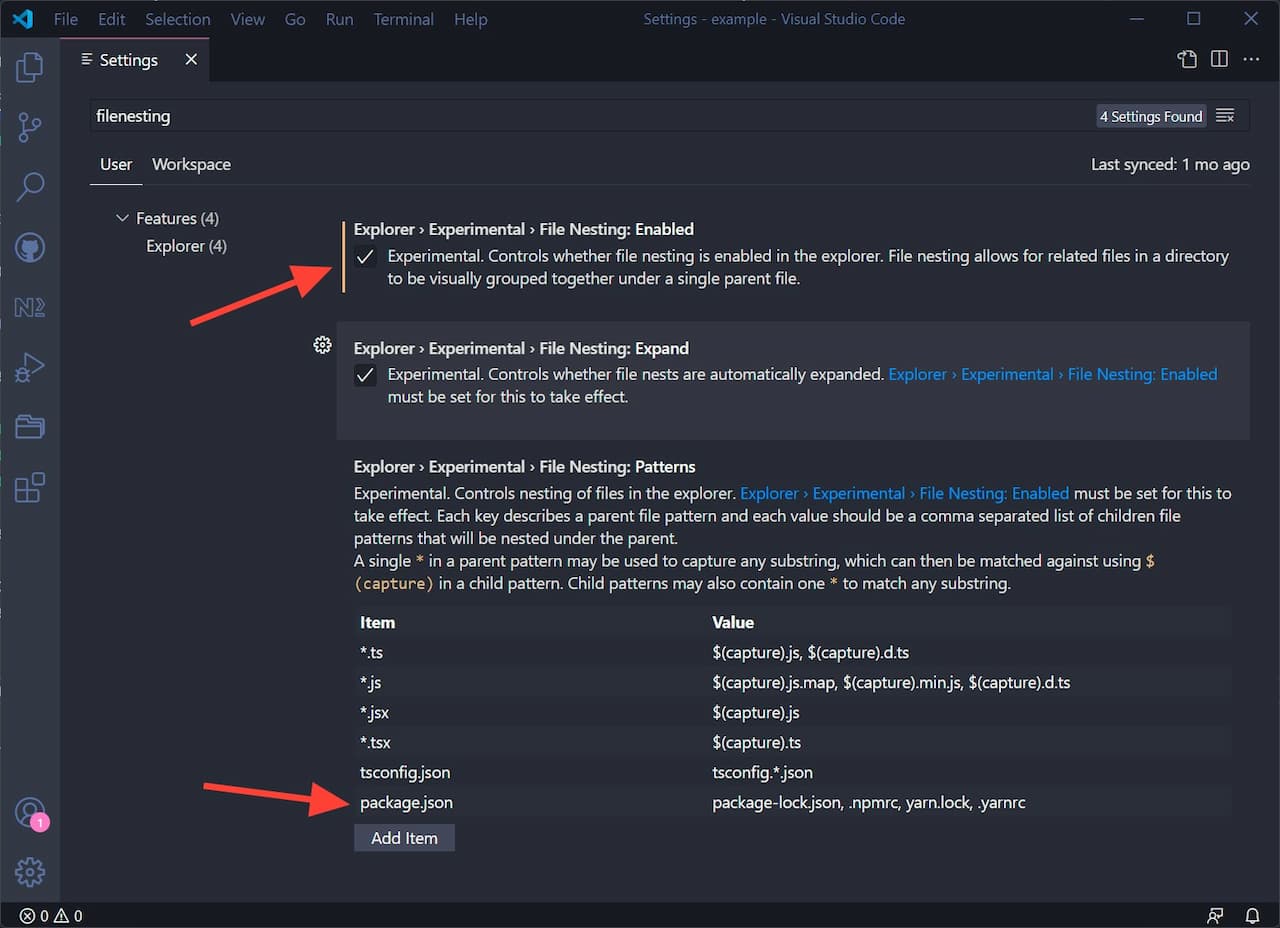 File Edit Selection View Go Run Terminal Help Settings - example - Visual Studio Code
Settings
filenesting 4 Settings Found
User Workspace Last synced: 1 mo ago
Features (4)
Explorer (4)
Explorer › Experimental › File Nesting: Enabled
Experimental. Controls whether file nesting is enabled in the explorer. File nesting allows for related files in a directory
to be visually grouped together under a single parent file.
Explorer › Experimental › File Nesting: Expand
Experimental. Controls whether file nests are automatically expanded. Explorer › Experimental › File Nesting: Enabled
must be set for this to take effect.
Explorer › Experimental › File Nesting: Patterns
Experimental. Controls nesting of files in the explorer. Explorer › Experimental › File Nesting: Enabled must be set for this to
take effect. Each key describes a parent file pattern and each value should be a comma separated list of children file
patterns that will be nested under the parent.
A single * in a parent pattern may be used to capture any substring, which can then be matched against using $
(capture) in a child pattern. Child patterns may also contain one * to match any substring.
Item Value
*.ts $(capture).js, $(capture).d.ts
*.js $(capture).js.map, $(capture).min.js, $(capture).d.ts
*.jsx $(capture).js
*.tsx $(capture).ts
tsconfig.json tsconfig.*.json
package.json package-lock.json, .npmrc, yarn.lock, .yarnrc
1
Add Item
0 0